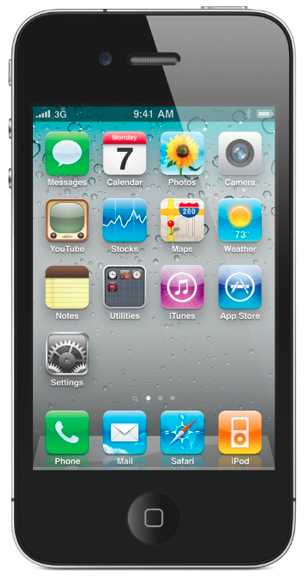 3G 9:41 AM
Monday
7
280
73°
Messages Calendar Photos Camera
YouTube Stocks Maps Weather
Notes Utilities iTunes App Store
Settings
Phone Mail Safari iPod